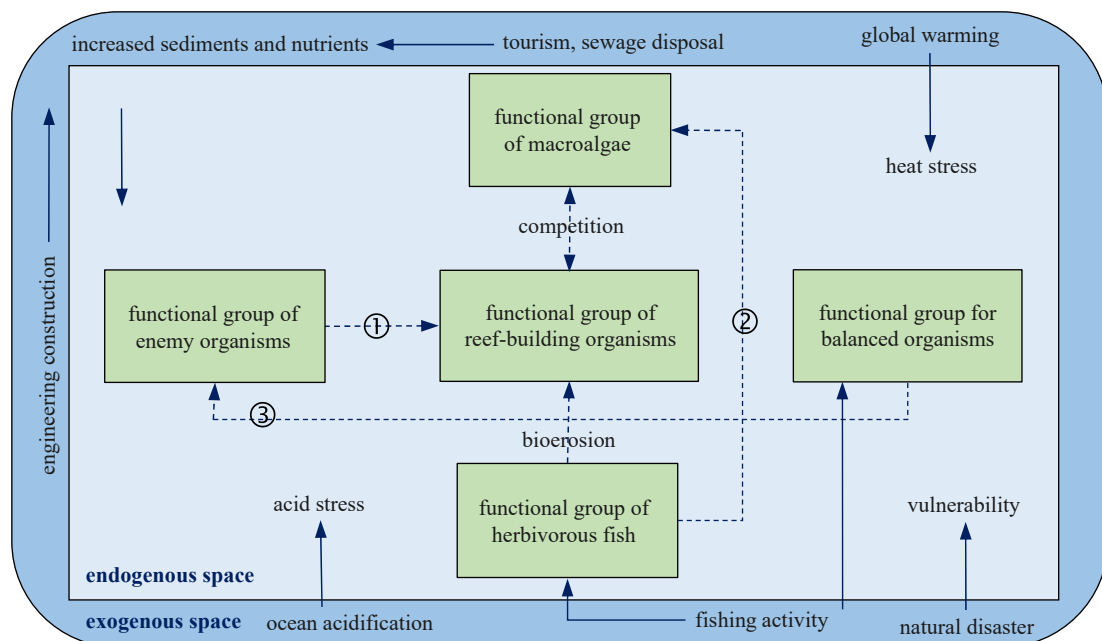 increased sediments and nutrients
tourism, sewage disposal
global warming
functional group
of macroalgae
heat stress
competition
engineering construction
functional group of
enemy organisms
①
functional group of
reef-building organisms
②
functional group for
balanced organisms
③
bioerosion
acid stress
functional group of
herbivorous fish
vulnerability
endogenous space
exogenous space
ocean acidification
fishing activity
natural disaster